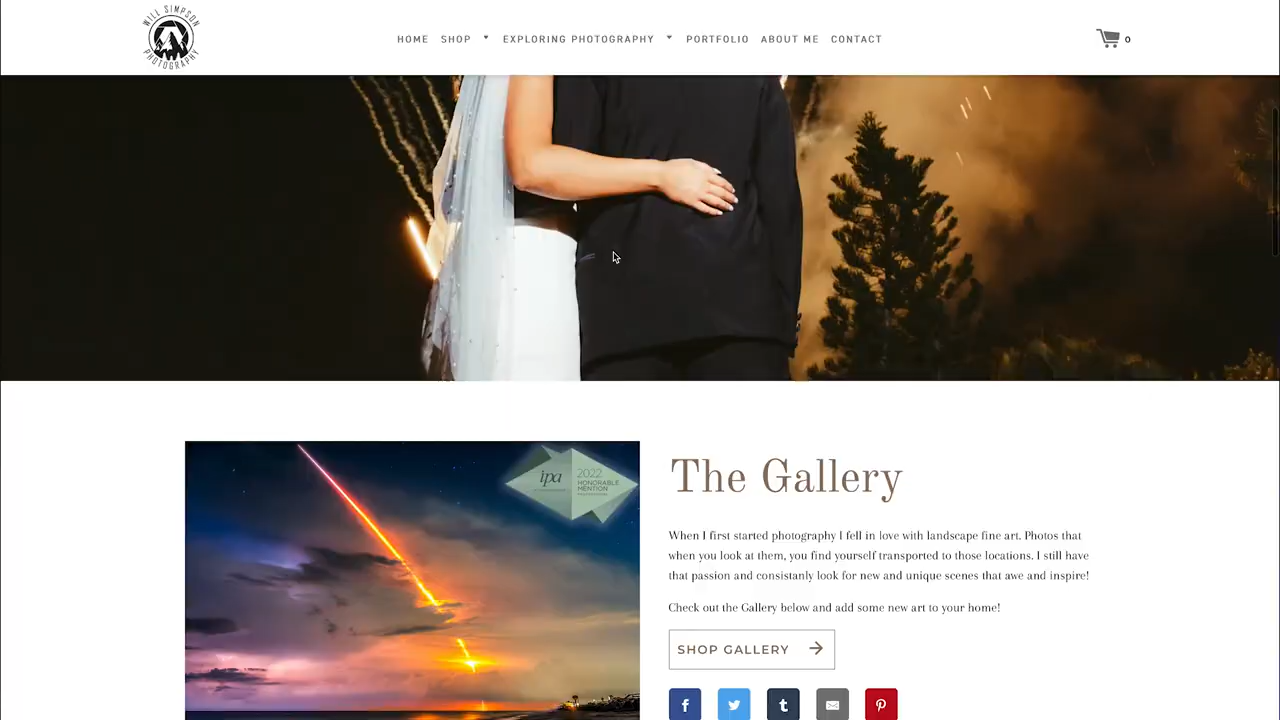 WILL SIMPSON
PHOTOGRAPHY
HOME SHOP EXPLORING PHOTOGRAPHY PORTFOLIO ABOUT ME CONTACT
0
ipa
2022
HONORABLE
MENTION
The Gallery
When I first started photography I fell in love with landscape fine art. Photos that
when you look at them, you find yourself transported to those locations. I still have
that passion and consistanly look for new and unique scenes that awe and inspire!
Check out the Gallery below and add some new art to your home!
SHOP GALLERY